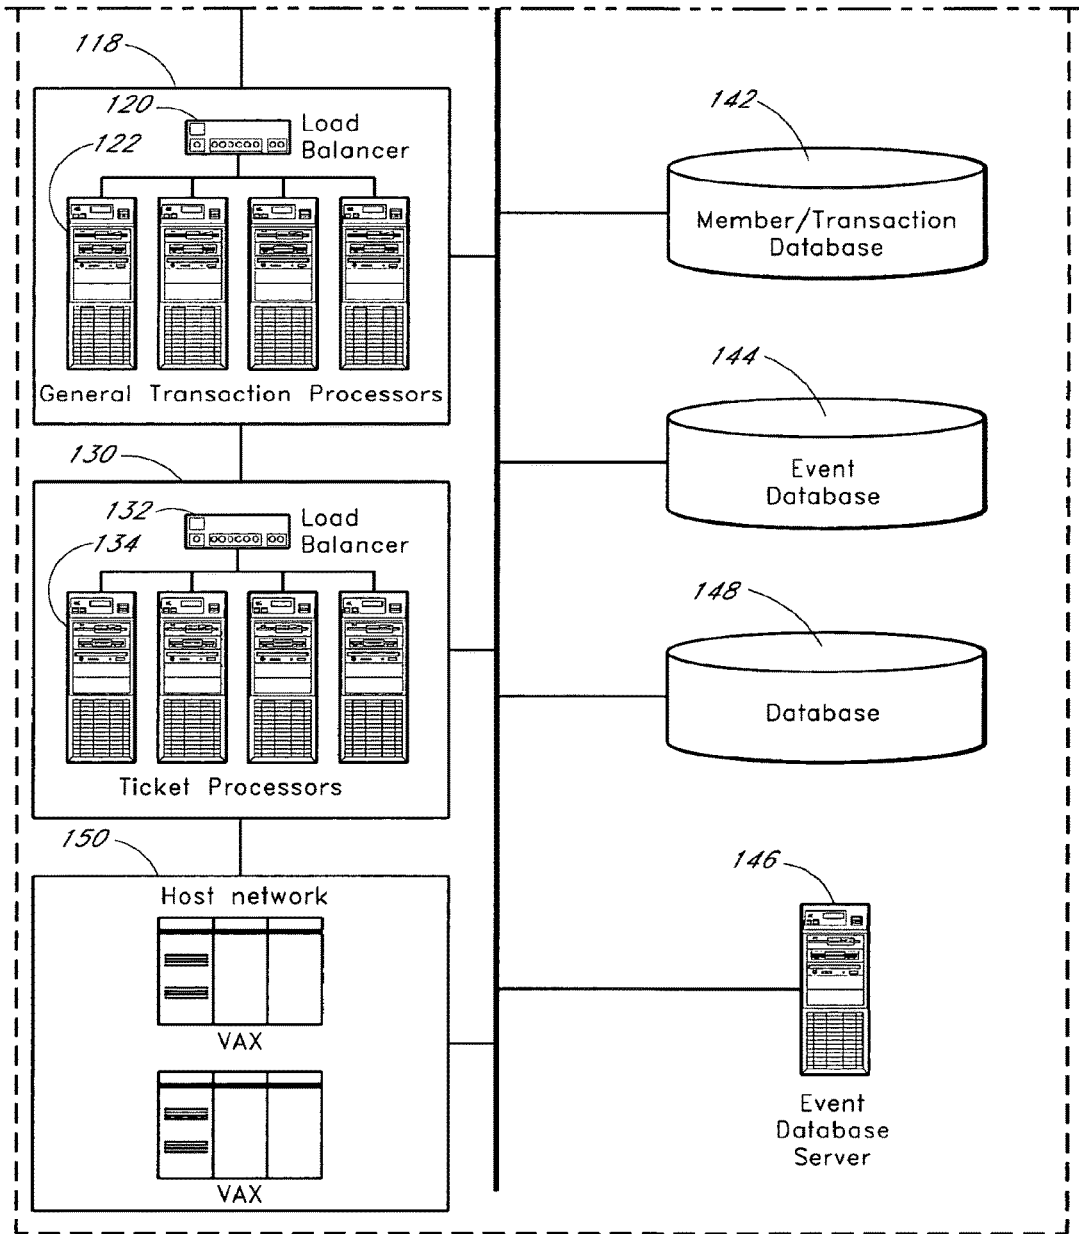 118
120
Load
Balancer
122
General Transaction Processors
130
132
Load
Balancer
134
Ticket Processors
150
Host network
VAX
VAX
142
Member/Transaction
Database
144
Event
Database
148
Database
146
Event
Database
Server